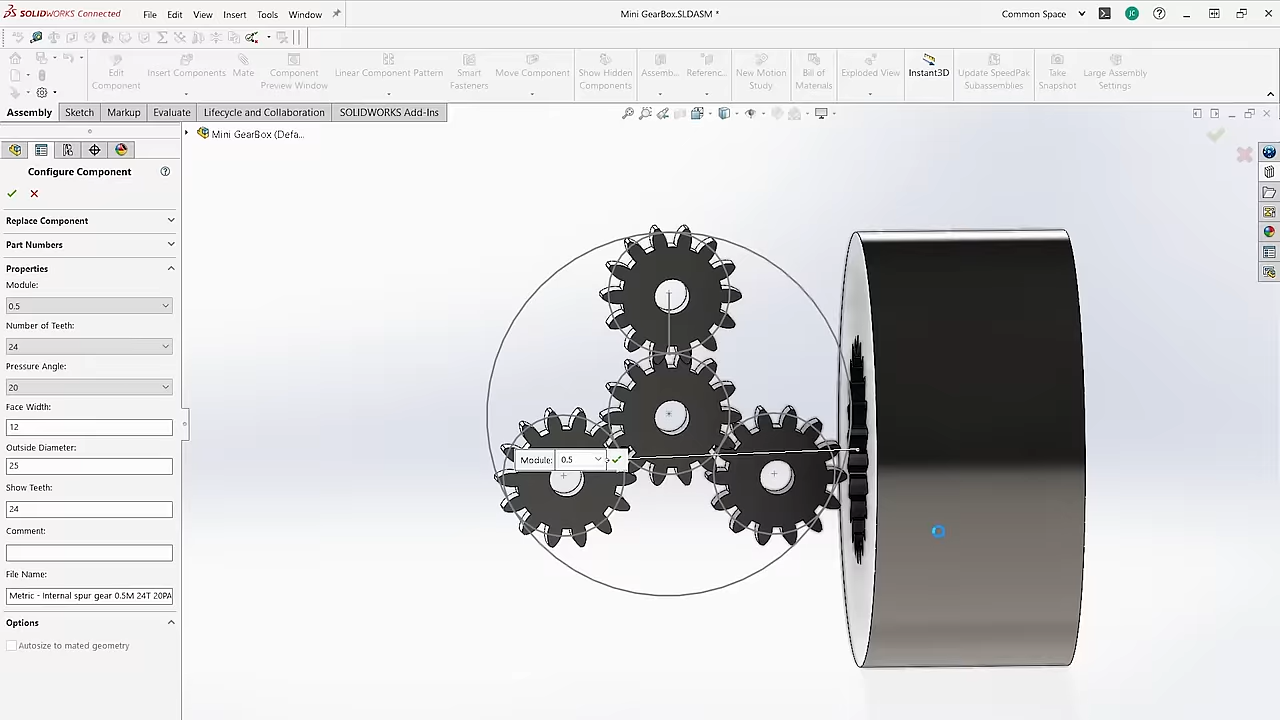 SOLIDWORKS Connected
File Edit View Insert Tools Window
Mini GearBox.SLDASM *
Common Space
JC
Edit Component
Insert Components
Mate
Component Preview Window
Linear Component Pattern
Smart Fasteners
Move Component
Show Hidden Components
Assemb...
Referenc...
New Motion Study
Bill of Materials
Exploded View
Instant3D
Update SpeedPak Subassemblies
Take Snapshot
Large Assembly Settings
Assembly Sketch Markup Evaluate Lifecycle and Collaboration SOLIDWORKS Add-Ins
Mini GearBox (Defa...
Configure Component
Replace Component
Part Numbers
Properties
Module:
0.5
Number of Teeth:
24
Pressure Angle:
20
Face Width:
12
Outside Diameter:
25
Show Teeth:
24
Comment:
File Name:
Metric - Internal spur gear 0.5M 24T 20PA
Options
Autosize to mated geometry
Module: 0.5